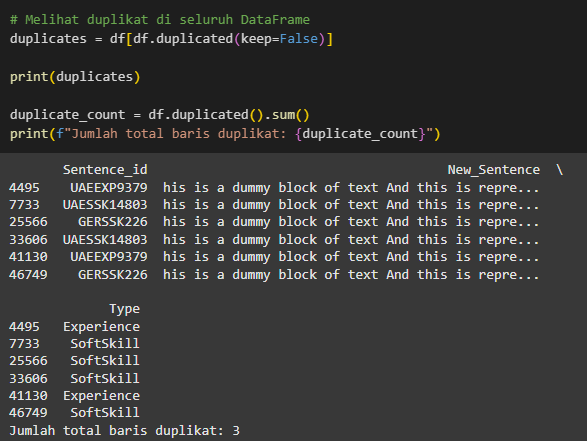 # Melihat duplikat di seluruh DataFrame
duplicates = df[df.duplicated(keep=False)]
print(duplicates)
duplicate_count = df.duplicated().sum()
print(f"Jumlah total baris duplikat: {duplicate_count}")
Sentence_id New_Sentence \
4495 UAEEXP9379 his is a dummy block of text And this is repre...
7733 UAESSK14803 his is a dummy block of text And this is repre...
25566 GERSSK226 his is a dummy block of text And this is repre...
33606 UAESSK14803 his is a dummy block of text And this is repre...
41130 UAEEXP9379 his is a dummy block of text And this is repre...
46749 GERSSK226 his is a dummy block of text And this is repre...
Type
4495 Experience
7733 SoftSkill
25566 SoftSkill
33606 SoftSkill
41130 Experience
46749 SoftSkill
Jumlah total baris duplikat: 3